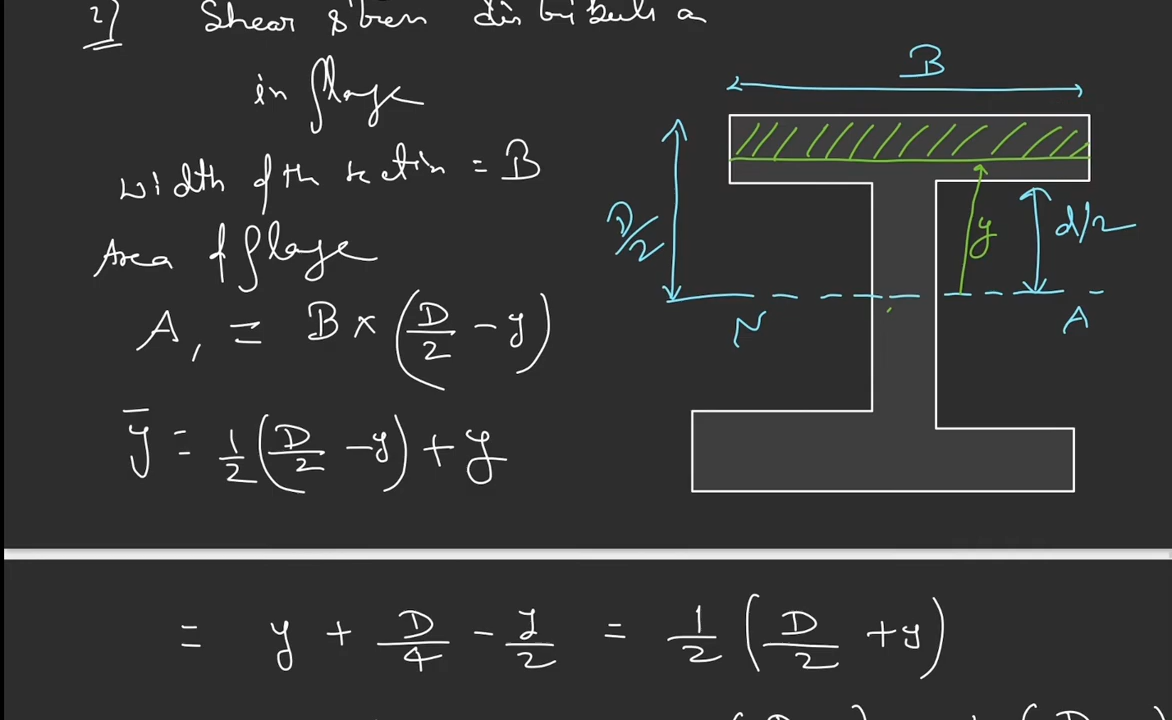 2) Shear stress distribution
in flange
width of the section = B
Area of flange
A₁ = B × (D/2 - y)
ȳ = 1/2 (D/2 - y) + y
= y + D/4 - y/2 = 1/2 (D/2 + y)
B
D/2
y
d/2
N
A